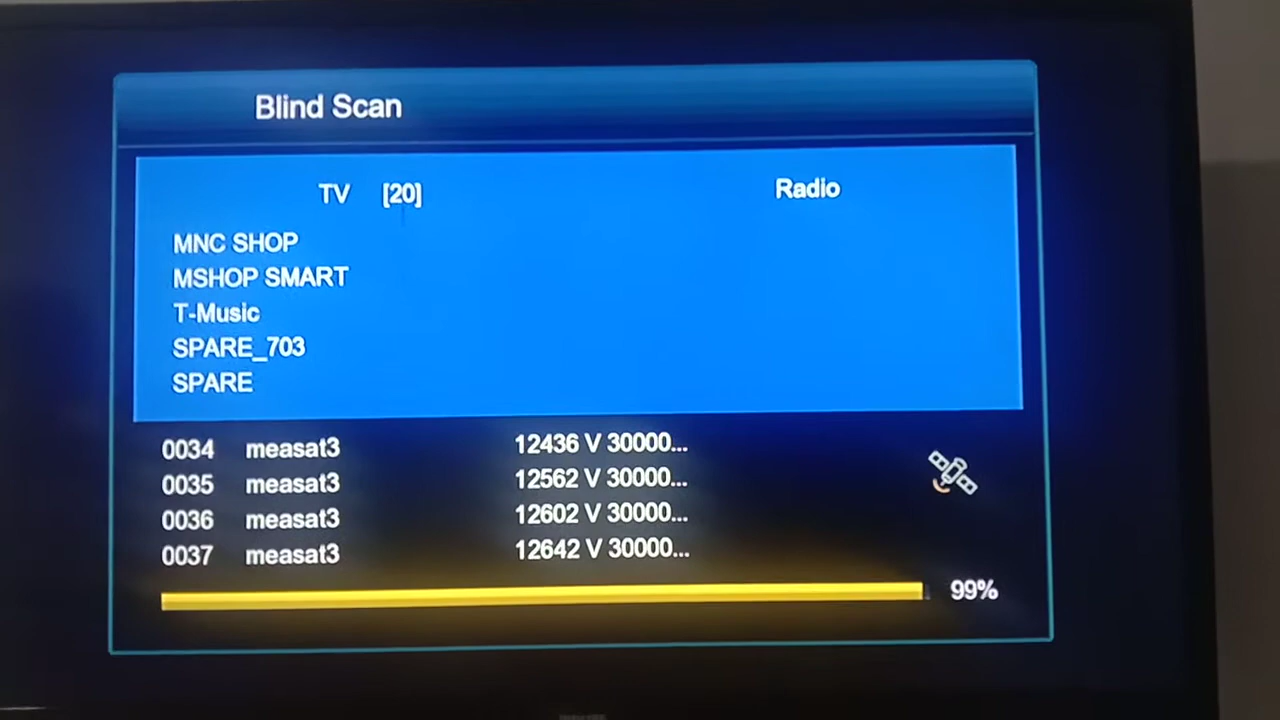 Blind Scan
TV [20] Radio
MNC SHOP
MSHOP SMART
T-Music
SPARE_703
SPARE
0034 measat3 12436 V 30000...
0035 measat3 12562 V 30000...
0036 measat3 12602 V 30000...
0037 measat3 12642 V 30000...
99%